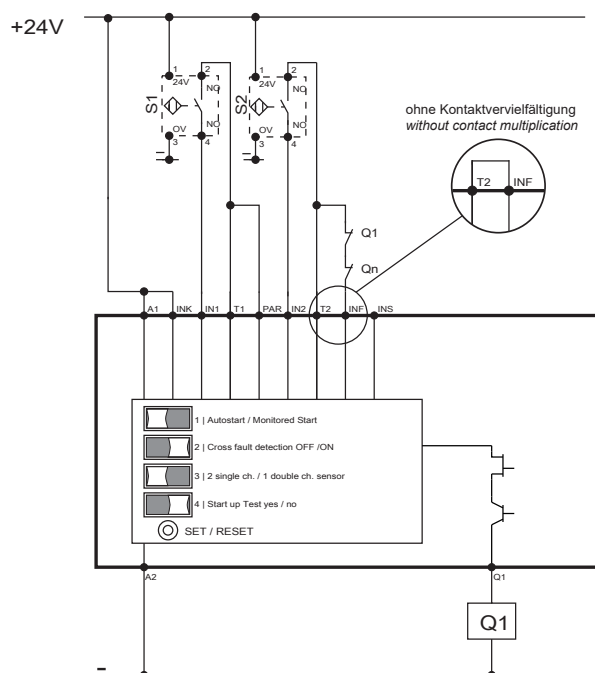 +24V
1
2
24V
NO
S1
NO
OV
3
4
1
2
24V
NO
S2
NO
OV
3
4
ohne Kontaktvervielfältigung
without contact multiplication
T2
INF
Q1
Qn
A1
INK
IN1
T1
PAR
IN2
T2
INF
INS
1 | Autostart / Monitored Start
2 | Cross fault detection OFF /ON
3 | 2 single ch. / 1 double ch. sensor
4 | Start up Test yes / no
SET / RESET
A2
Q1
Q1
-